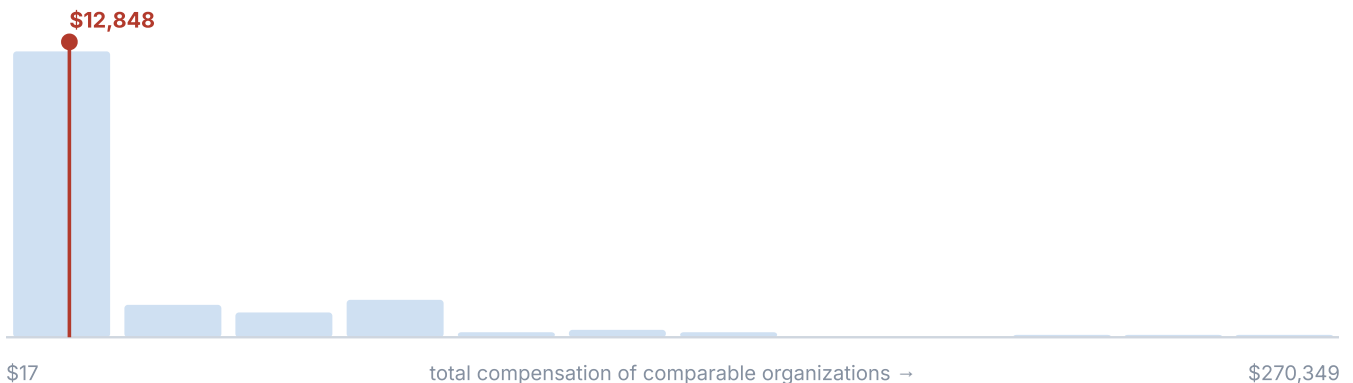 $12,848
$17 total compensation of comparable organizations → $270,349